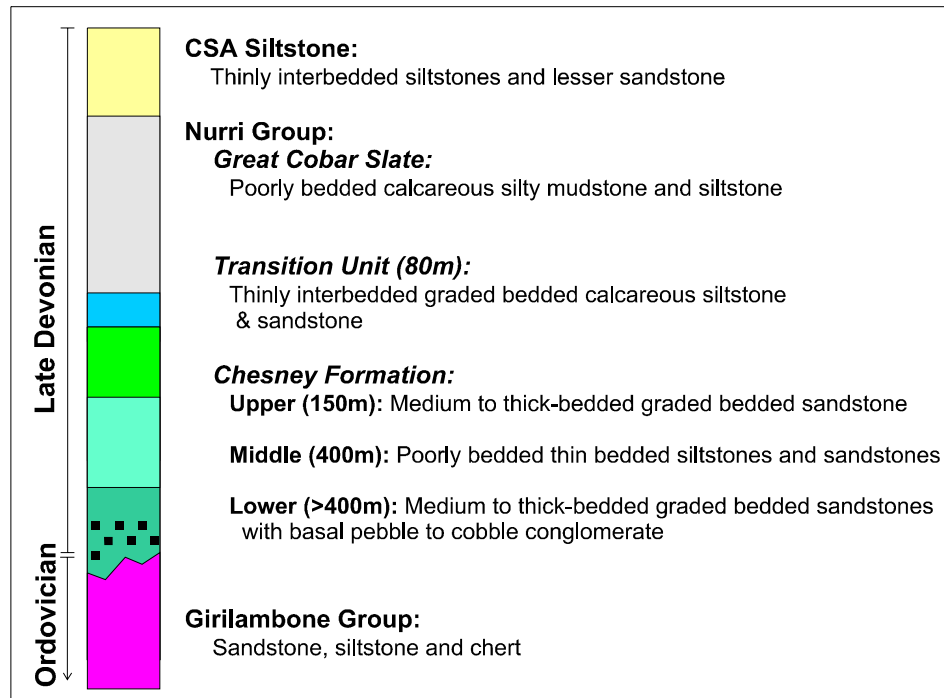 Late Devonian
Ordovician
CSA Siltstone:
Thinly interbedded siltstones and lesser sandstone
Nurri Group:
Great Cobar Slate:
Poorly bedded calcareous silty mudstone and siltstone
Transition Unit (80m):
Thinly interbedded graded bedded calcareous siltstone
& sandstone
Chesney Formation:
Upper (150m): Medium to thick-bedded graded bedded sandstone
Middle (400m): Poorly bedded thin bedded siltstones and sandstones
Lower (>400m): Medium to thick-bedded graded bedded sandstones
with basal pebble to cobble conglomerate
Girilambone Group:
Sandstone, siltstone and chert